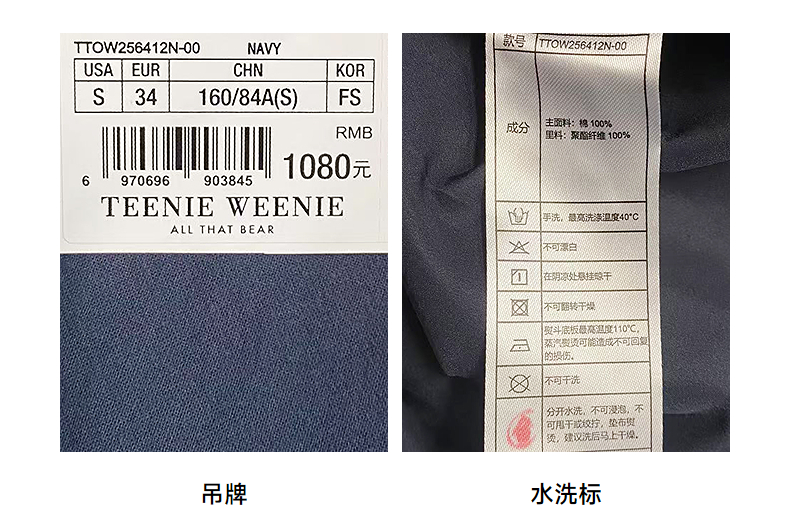 TTOW256412N-00 NAVY
USA EUR CHN KOR
S 34 160/84A(S) FS
RMB
1080元
6 970696 903845
TEENIE WEENIE
ALL THAT BEAR
款号 TTOW256412N-00
成分
主面料：棉 100%
里料：聚酯纤维 100%
手洗，最高洗涤温度40°C
不可漂白
在阴凉处悬挂晾干
不可翻转干燥
熨斗底板最高温度110℃，
蒸汽熨烫可能造成不可回复
的损伤。
不可干洗
分开水洗，不可浸泡，不
可甩干或绞拧，垫布熨
烫，建议洗后马上干燥。
吊牌
水洗标